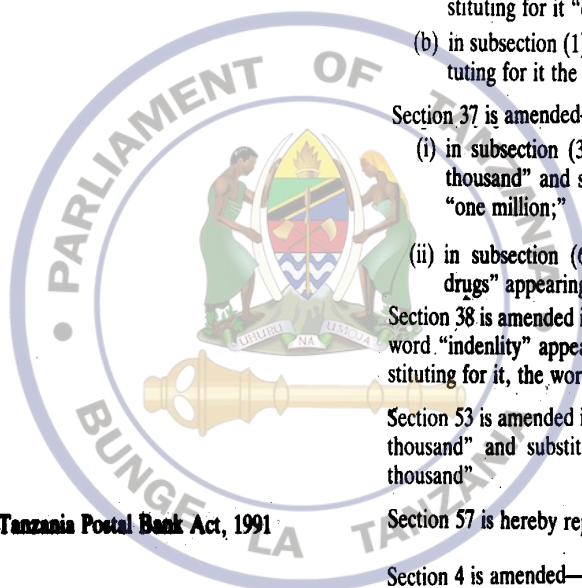 stituting for it "
(b) in subsection (1)
tuting for it the
Section 37 is amended—
(i) in subsection (3
thousand" and s
"one million;"
(ii) in subsection (6
drugs" appearing
Section 38 is amended i
word "indenlity" appea
stituting for it, the wor
Section 53 is amended i
thousand" and substit
thousand"
Tanzania Postal Bank Act, 1991
Section 57 is hereby rep
Section 4 is amended—
PARLIAMENT OF TANZANIA
UHURU NA UMOJA
BUNGE LA TANZANIA